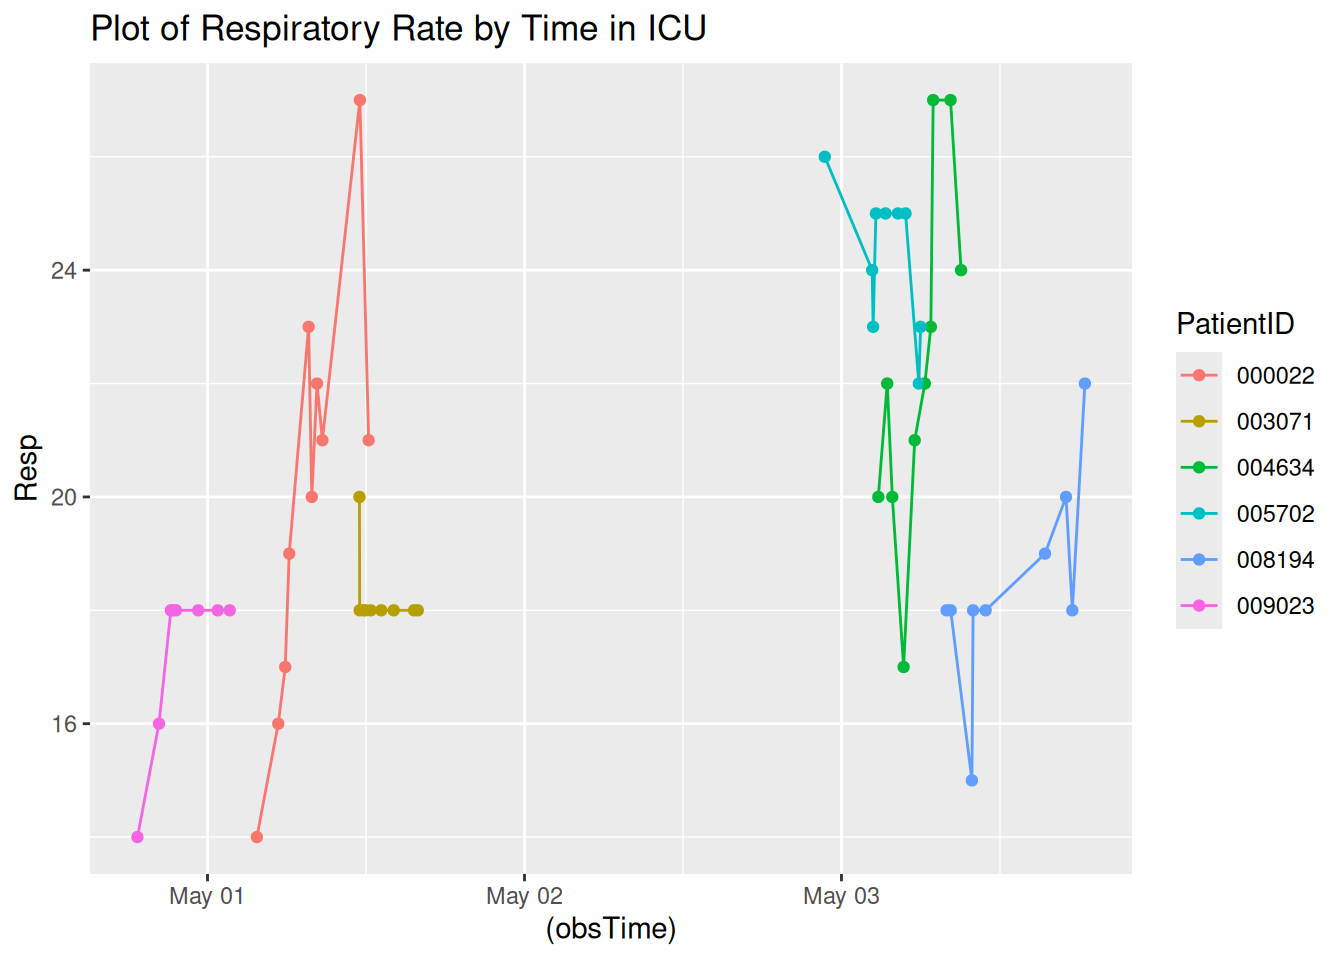 Plot of Respiratory Rate by Time in ICU
Resp
24
20
16
May 01
May 02
May 03
(obsTime)
PatientID
000022
003071
004634
005702
008194
009023